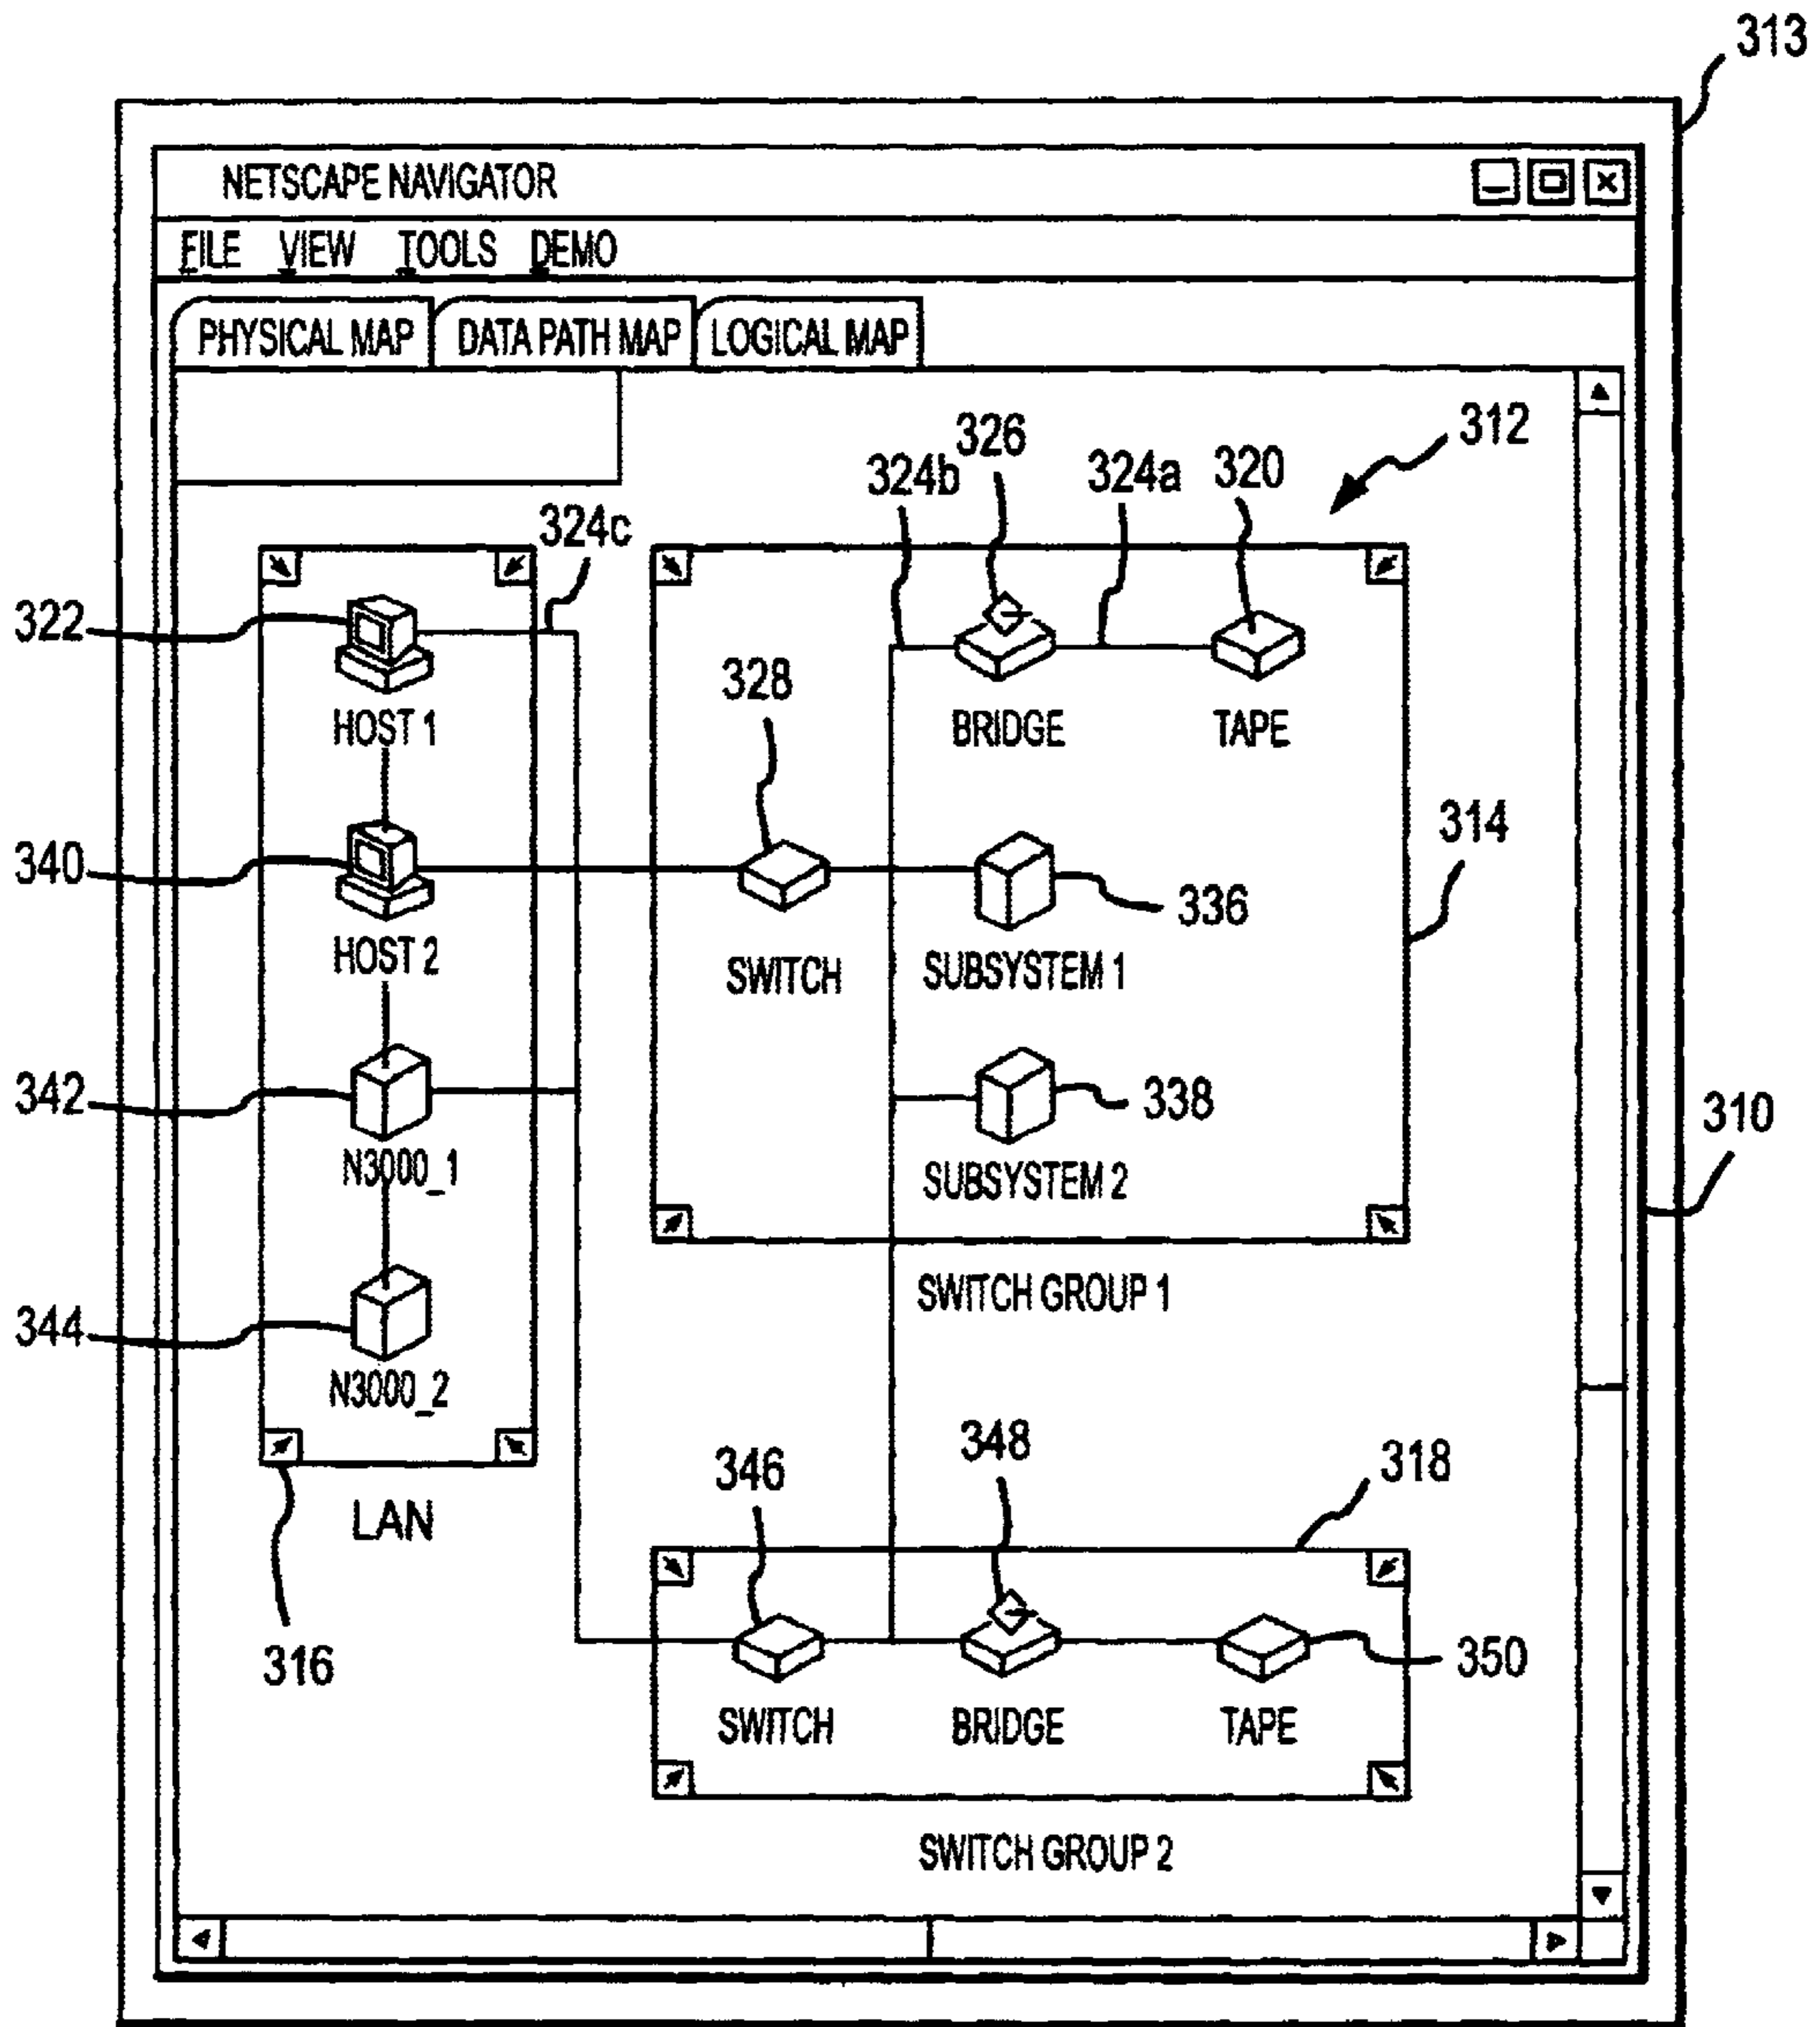 313
NETSCAPE NAVIGATOR
FILE VIEW TOOLS DEMO
PHYSICAL MAP DATA PATH MAP LOGICAL MAP
312
326
324b 324a 320
324c
322
328
HOST 1 BRIDGE TAPE
314
340
336
HOST 2 SWITCH SUBSYSTEM 1
342
338
310
N3000_1 SUBSYSTEM 2
SWITCH GROUP 1
344
N3000_2
346 348 318
LAN
316
350
SWITCH BRIDGE TAPE
SWITCH GROUP 2